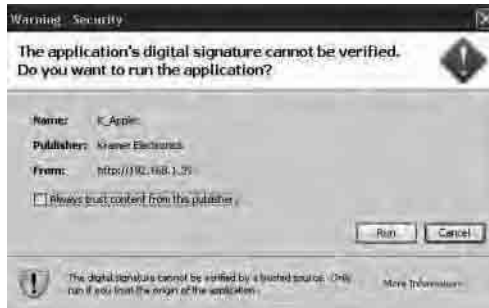 Warning - Security
The application's digital signature cannot be verified.
Do you want to run the application?
Name: K_Applet
Publisher: Kramer Electronics
From: http://192.168.1.39
Always trust content from this publisher.
Run Cancel
The digital signature cannot be verified by a trusted source. Only
run if you trust the origin of the application.
More Information...